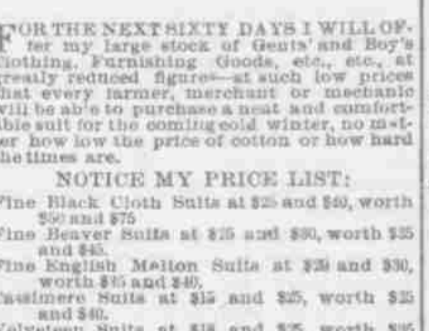 FOR THE NEXT SIXTY DAYS I WILL OF-
fer my large stock of Gents' and Boy's
Clothing, Furnishing Goods, etc., etc., at
greatly reduced figures—at such low prices
that every farmer, merchant or mechanic
will be able to purchase a neat and comfort-
able suit for the coming cold winter, no mat-
ter how low the price of cotton or how hard
the times are.
NOTICE MY PRICE LIST:
Fine Black Cloth Suits at $25 and $40, worth
$50 and $75
Fine Beaver Suits at $25 and $30, worth $35
and $45.
Fine English Melton Suits at and $30,
worth and $40.
Cassimere Suits at $15 and $25, worth $25
and $40.
Velveteen Suits at and worth